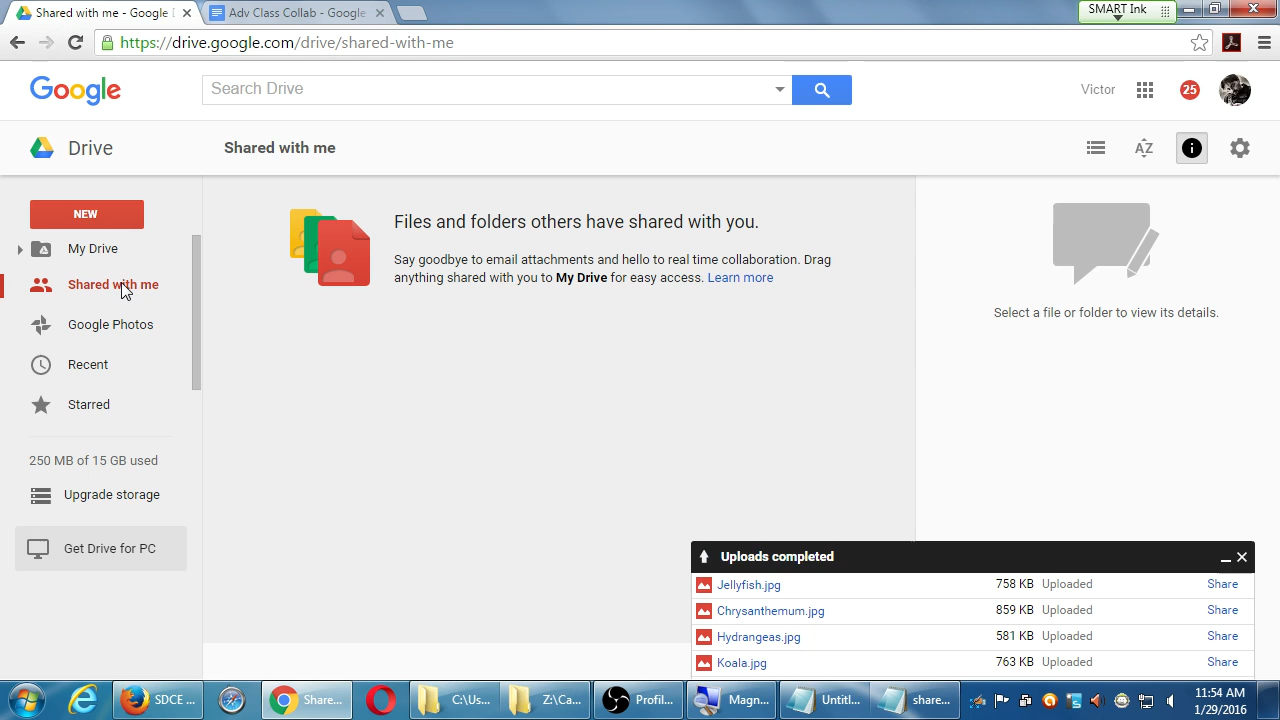 Shared with me - Google D
Adv Class Collab - Google
SMART Ink
https://drive.google.com/drive/shared-with-me
Google
Search Drive
Victor
25
Drive
Shared with me
AZ
NEW
My Drive
Shared with me
Google Photos
Recent
Starred
250 MB of 15 GB used
Upgrade storage
Get Drive for PC
Files and folders others have shared with you.
Say goodbye to email attachments and hello to real time collaboration. Drag
anything shared with you to My Drive for easy access. Learn more
Select a file or folder to view its details.
Uploads completed
Jellyfish.jpg 758 KB Uploaded Share
Chrysanthemum.jpg 859 KB Uploaded Share
Hydrangeas.jpg 581 KB Uploaded Share
Koala.jpg 763 KB Uploaded Share
SDCE ...
Share...
C:\Us...
Z:\Ca...
Profil...
Magn...
Untitl...
share...
11:54 AM
1/29/2016